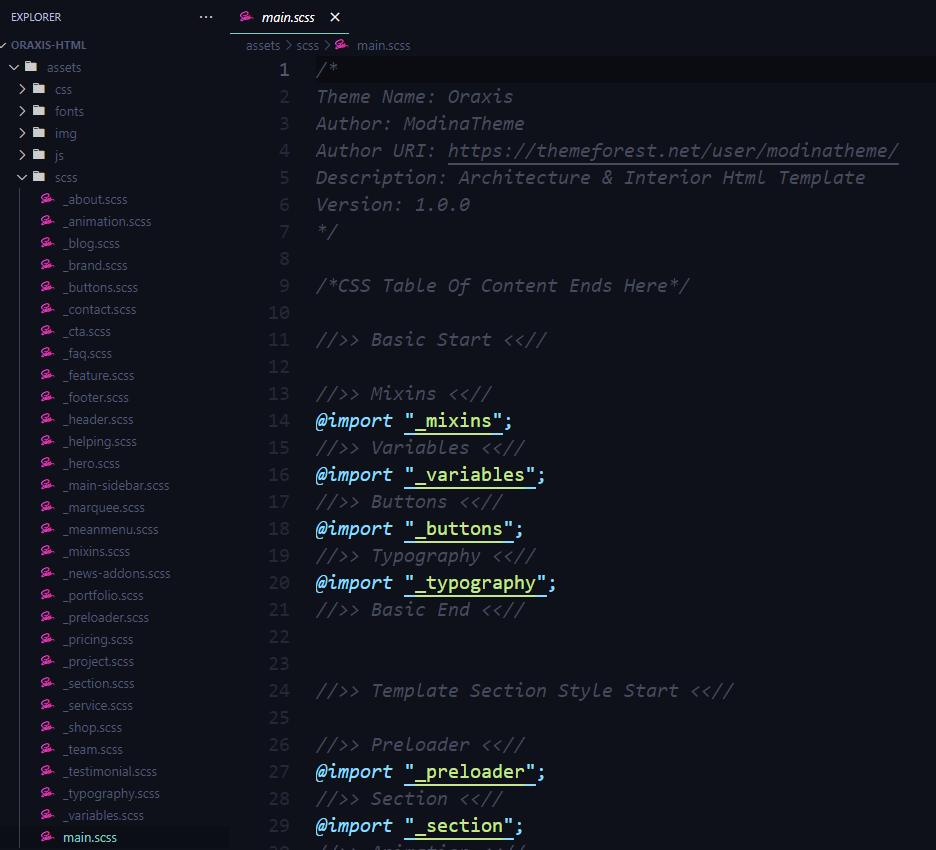 EXPLORER
ORAXIS-HTML
assets
css
fonts
img
js
scss
_about.scss
_animation.scss
_blog.scss
_brand.scss
_buttons.scss
_contact.scss
_cta.scss
_faq.scss
_feature.scss
_footer.scss
_header.scss
_helping.scss
_hero.scss
_main-sidebar.scss
_marquee.scss
_meanmenu.scss
_mixins.scss
_news-addons.scss
_portfolio.scss
_preloader.scss
_pricing.scss
_project.scss
_section.scss
_service.scss
_shop.scss
_team.scss
_testimonial.scss
_typography.scss
_variables.scss
main.scss
main.scss
assets > scss > main.scss
1 /*
2 Theme Name: Oraxis
3 Author: ModinaTheme
4 Author URI: https://themeforest.net/user/modinatheme/
5 Description: Architecture & Interior Html Template
6 Version: 1.0.0
7 */
8
9 /*CSS Table Of Content Ends Here*/
10
11 //>> Basic Start <<//
12
13 //>> Mixins <<//
14 @import "_mixins";
15 //>> Variables <<//
16 @import "_variables";
17 //>> Buttons <<//
18 @import "_buttons";
19 //>> Typography <<//
20 @import "_typography";
21 //>> Basic End <<//
22
23
24 //>> Template Section Style Start <<//
25
26 //>> Preloader <<//
27 @import "_preloader";
28 //>> Section <<//
29 @import "_section";
30 //>> Animation <<//